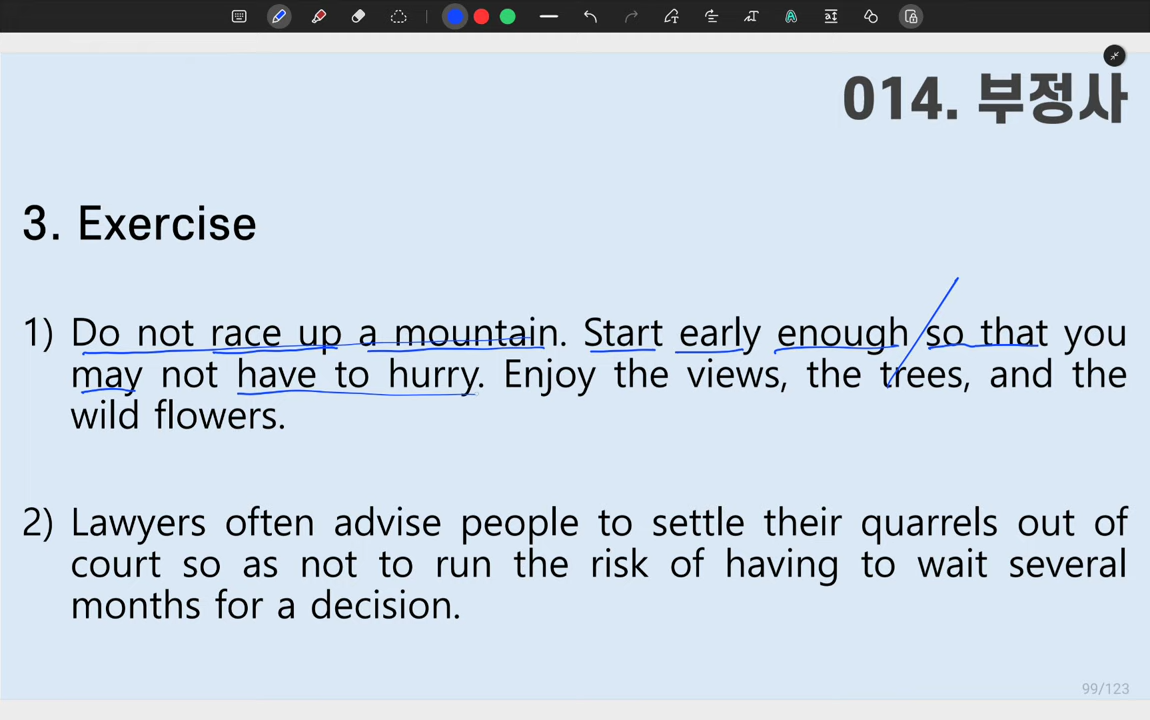 014. 부정사
3. Exercise
1) Do not race up a mountain. Start early enough so that you
may not have to hurry. Enjoy the views, the trees, and the
wild flowers.
2) Lawyers often advise people to settle their quarrels out of
court so as not to run the risk of having to wait several
months for a decision.
99/123